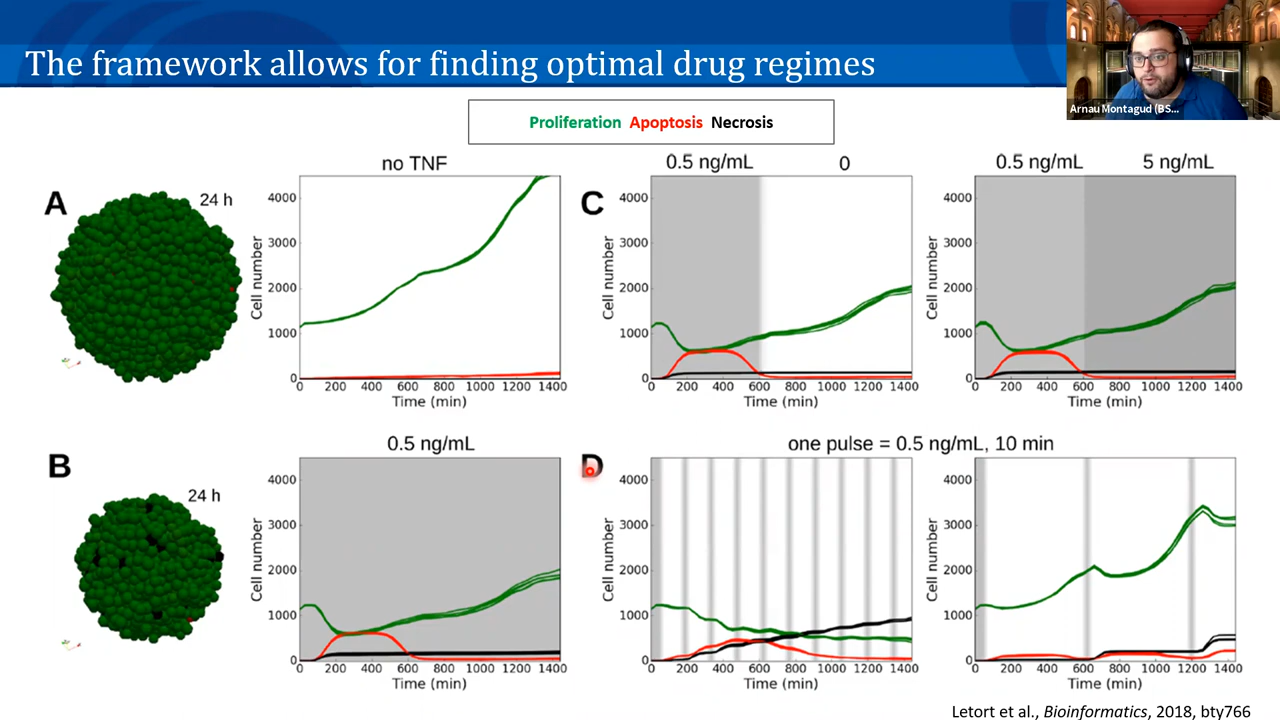 The framework allows for finding optimal drug regimes
Arnau Montagud (BS...
Proliferation Apoptosis Necrosis
A
24 h
no TNF
Cell number
4000
3000
2000
1000
0
0 200 400 600 800 1000 1200 1400
Time (min)
C
0.5 ng/mL 0
Cell number
4000
3000
2000
1000
0
0 200 400 600 800 1000 1200 1400
Time (min)
0.5 ng/mL 5 ng/mL
Cell number
4000
3000
2000
1000
0
0 200 400 600 800 1000 1200 1400
Time (min)
B
24 h
0.5 ng/mL
Cell number
4000
3000
2000
1000
0
0 200 400 600 800 1000 1200 1400
Time (min)
D
one pulse = 0.5 ng/mL, 10 min
Cell number
4000
3000
2000
1000
0
0 200 400 600 800 1000 1200 1400
Time (min)
Cell number
4000
3000
2000
1000
0
0 200 400 600 800 1000 1200 1400
Time (min)
Letort et al., Bioinformatics, 2018, bty766